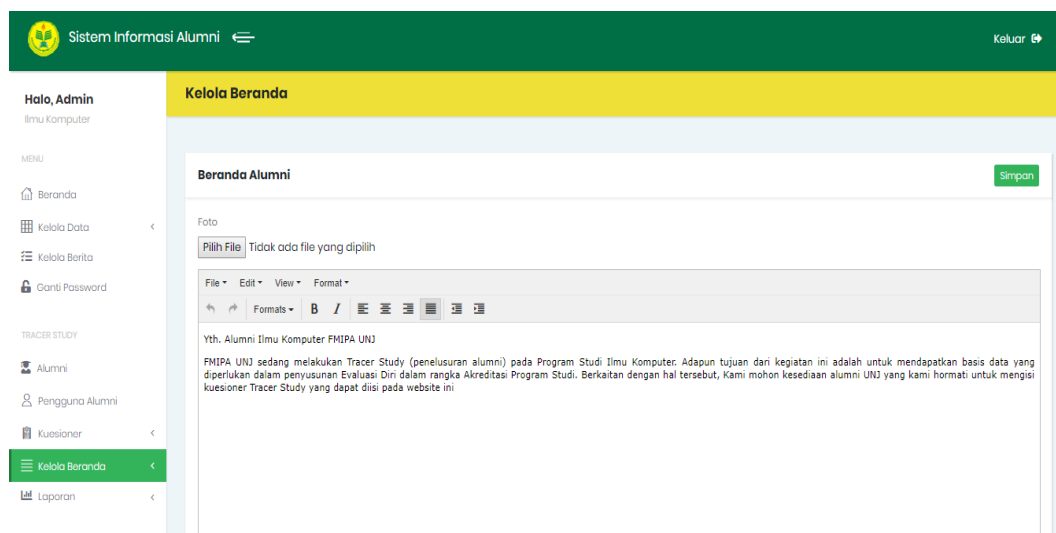 Sistem Informasi Alumni
Keluar
Halo, Admin
Ilmu Komputer
MENU
Beranda
Kelola Data
Kelola Berita
Ganti Password
TRACER STUDY
Alumni
Pengguna Alumni
Kuesioner
Kelola Beranda
Laporan
Kelola Beranda
Beranda Alumni
Simpan
Foto
Pilih File Tidak ada file yang dipilih
File Edit View Format
Formats B I
Yth. Alumni Ilmu Komputer FMIPA UNJ
FMIPA UNJ sedang melakukan Tracer Study (penelusuran alumni) pada Program Studi Ilmu Komputer. Adapun tujuan dari kegiatan ini adalah untuk mendapatkan basis data yang
diperlukan dalam penyusunan Evaluasi Diri dalam rangka Akreditasi Program Studi. Berkaitan dengan hal tersebut, Kami mohon kesediaan alumni UNJ yang kami hormati untuk mengisi
kuesioner Tracer Study yang dapat diisi pada website ini